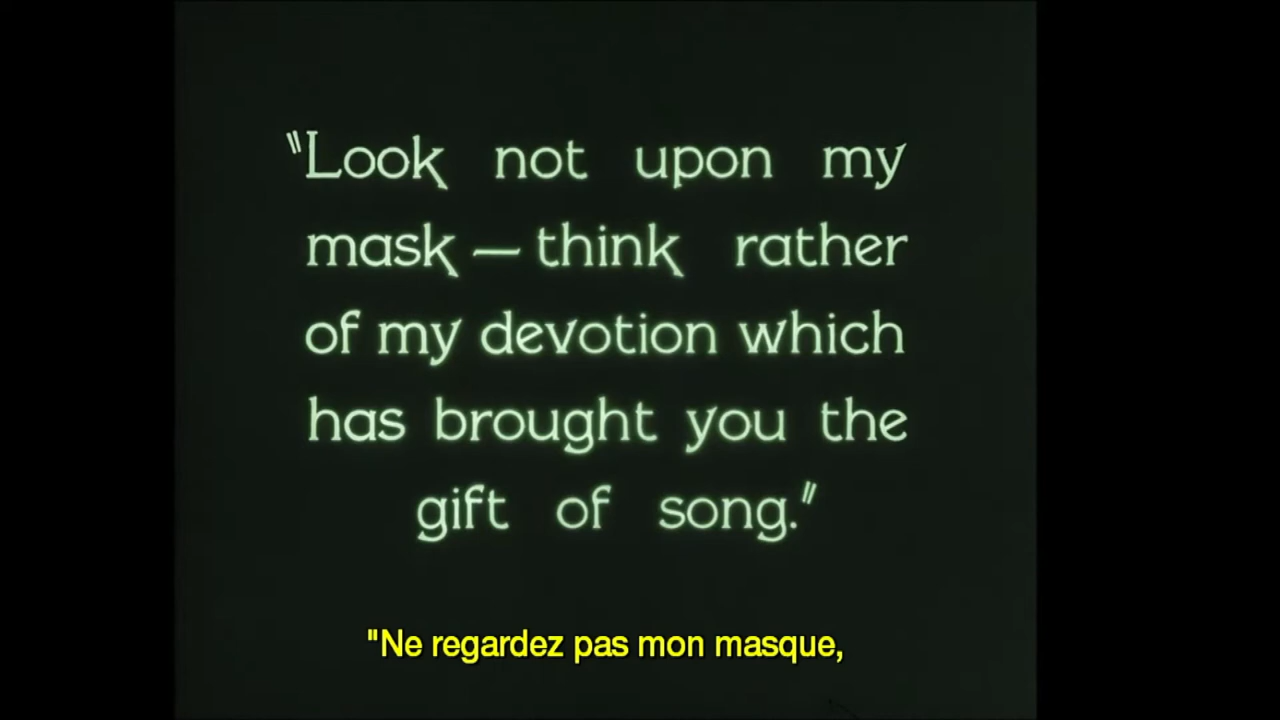 "Look not upon my
mask — think rather
of my devotion which
has brought you the
gift of song."
"Ne regardez pas mon masque,